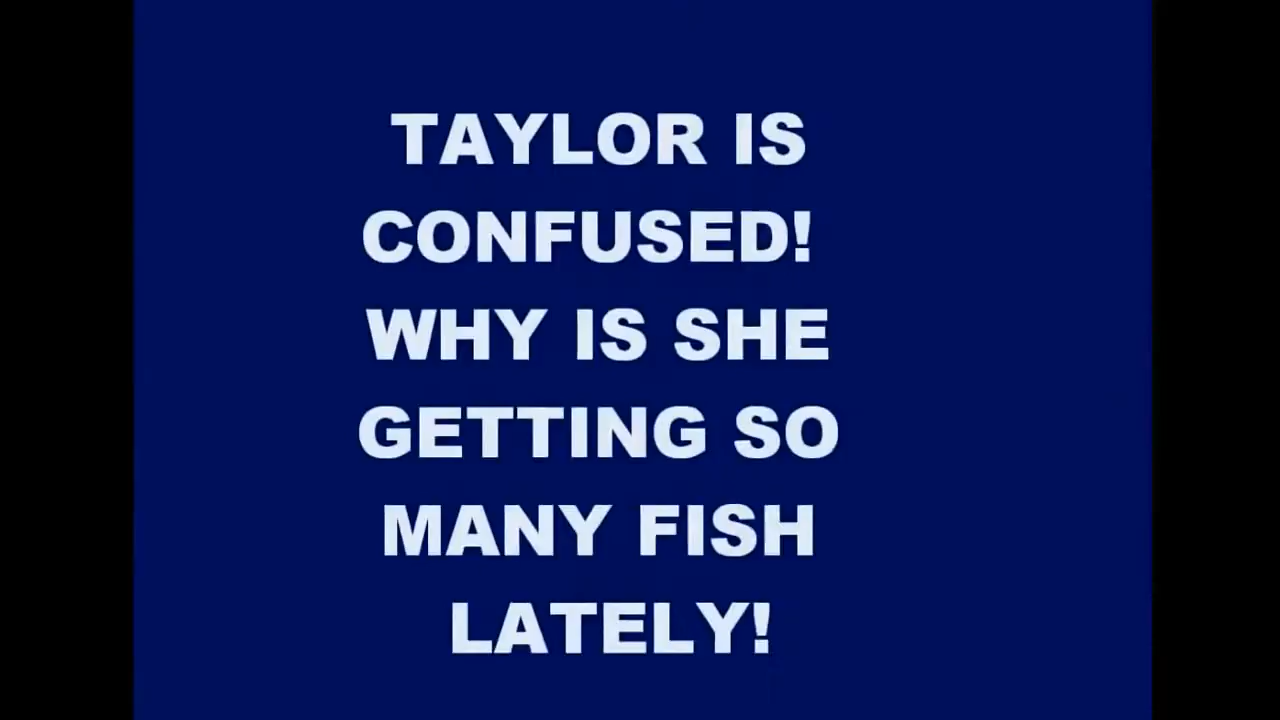 TAYLOR IS
CONFUSED!
WHY IS SHE
GETTING SO
MANY FISH
LATELY!